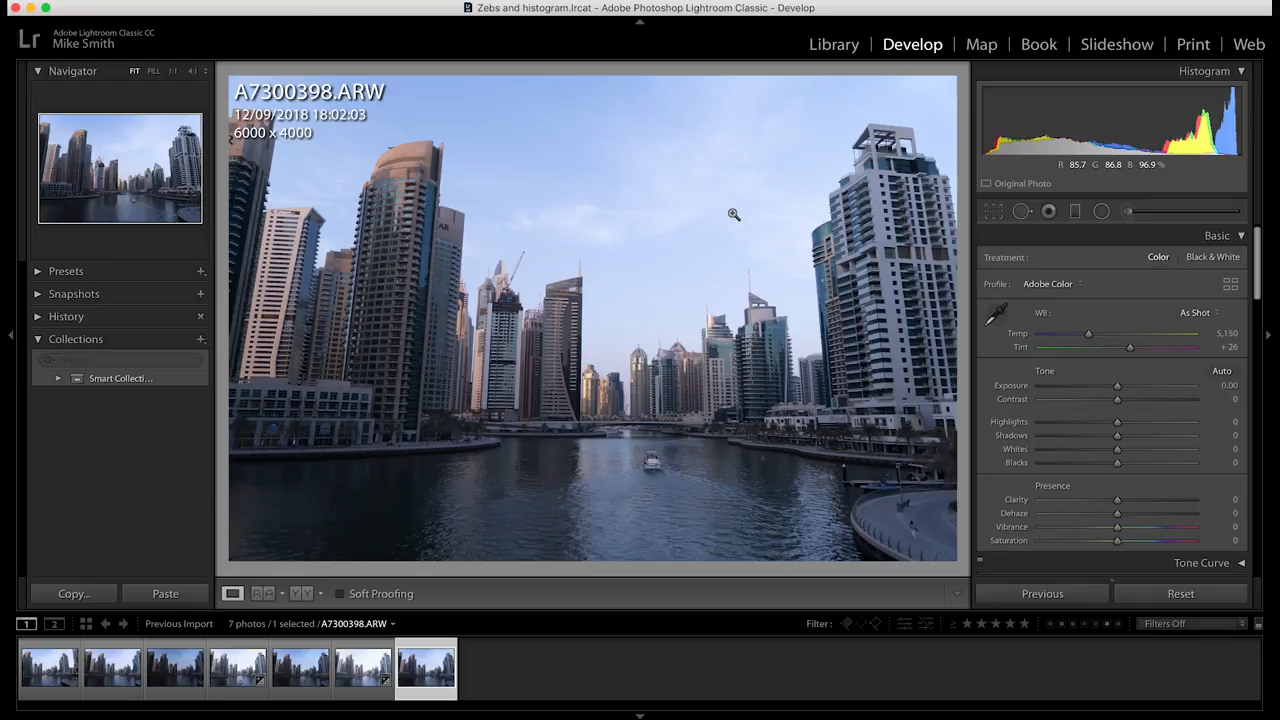 Zebs and histogram.lrcat - Adobe Photoshop Lightroom Classic - Develop
Lr
Adobe Lightroom Classic CC
Mike Smith
Library | Develop | Map | Book | Slideshow | Print | Web
Navigator FIT FILL 1:1 4:1
Histogram
A7300398.ARW
12/09/2018 18:02:03
6000 x 4000
R 85.7 G 86.8 B 96.9 %
Original Photo
Basic
Treatment : Color Black & White
Profile : Adobe Color
WB : As Shot
Temp 5,150
Tint + 26
Tone Auto
Exposure 0.00
Contrast 0
Highlights 0
Shadows 0
Whites 0
Blacks 0
Presence
Clarity 0
Dehaze 0
Vibrance 0
Saturation 0
Tone Curve
Presets
Snapshots
History
Collections
Smart Collecti...
Copy... Paste
R A Y Y Soft Proofing
Previous Reset
1 2 Previous Import 7 photos / 1 selected / A7300398.ARW
Filter : ≥ Filters Off